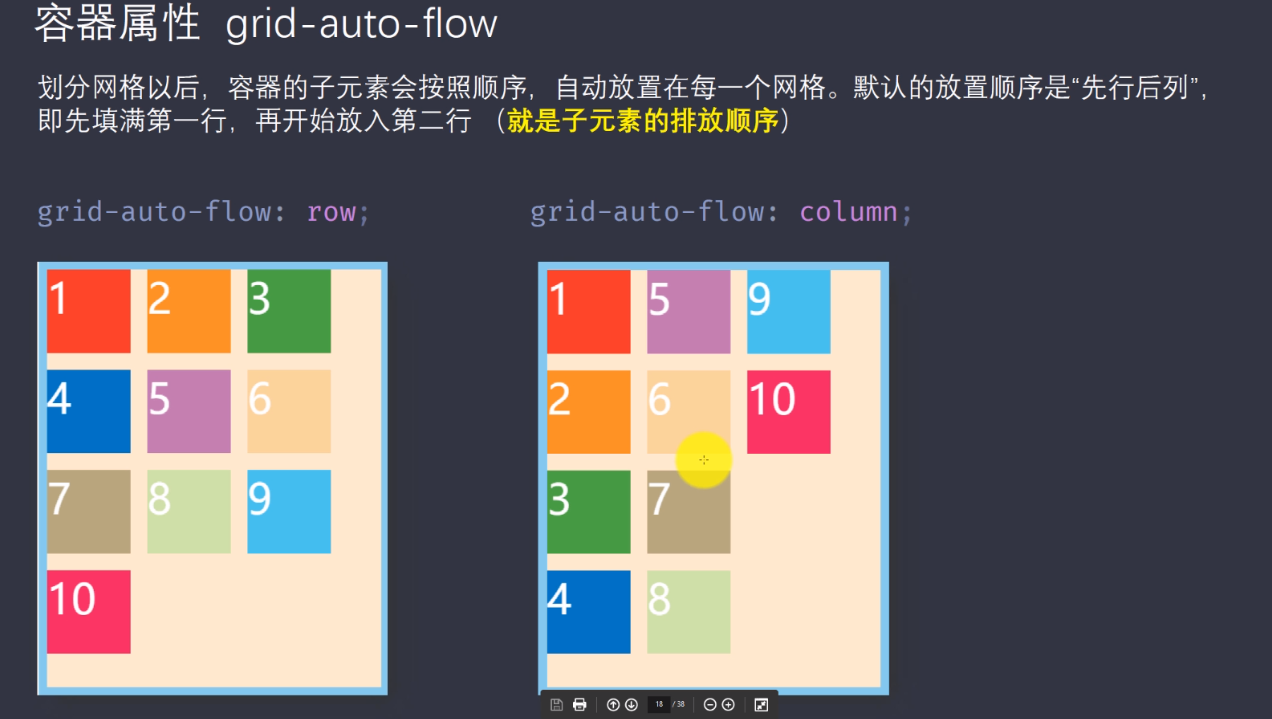 容器属性 grid-auto-flow
划分网格以后，容器的子元素会按照顺序，自动放置在每一个网格。默认的放置顺序是“先行后列”，
即先填满第一行，再开始放入第二行 （就是子元素的排放顺序）
grid-auto-flow: row;
grid-auto-flow: column;
1 2 3
4 5 6
7 8 9
10
1 5 9
2 6 10
3 7
4 8
18 / 38